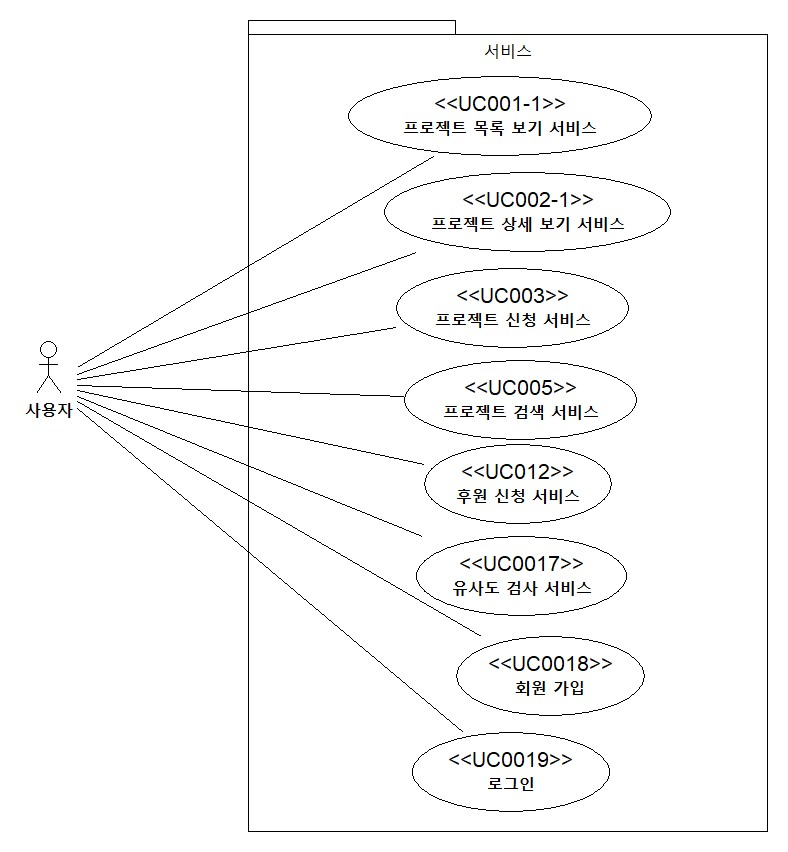 서비스
<<UC001-1>>
프로젝트 목록 보기 서비스
<<UC002-1>>
프로젝트 상세 보기 서비스
<<UC003>>
프로젝트 신청 서비스
<<UC005>>
프로젝트 검색 서비스
사용자
<<UC012>>
후원 신청 서비스
<<UC0017>>
유사도 검사 서비스
<<UC0018>>
회원 가입
<<UC0019>>
로그인